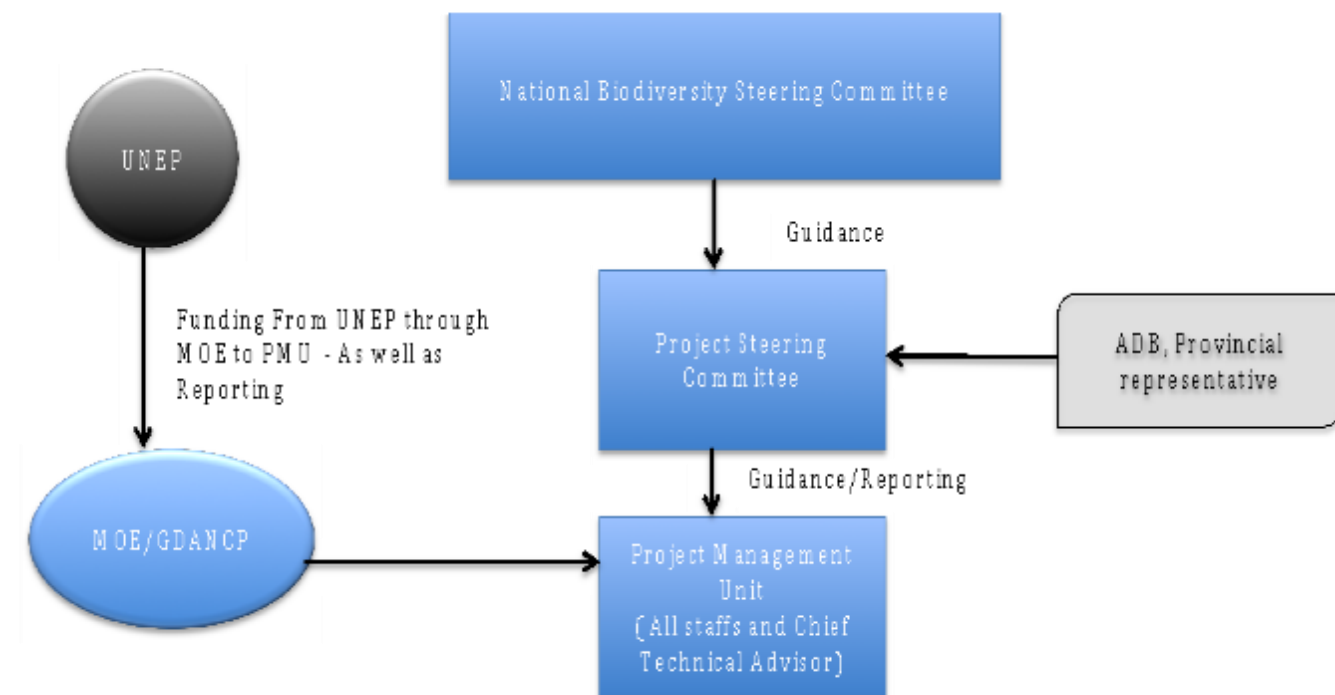 National Biodiversity Steering Committee
UNEP
Guidance
Funding From UNEP through
MOE to PMU - As well as
Reporting
Project Steering
Committee
ADB, Provincial
representative
Guidance/Reporting
MOE/GDANCP
Project Management
Unit
(All staffs and Chief
Technical Advisor)